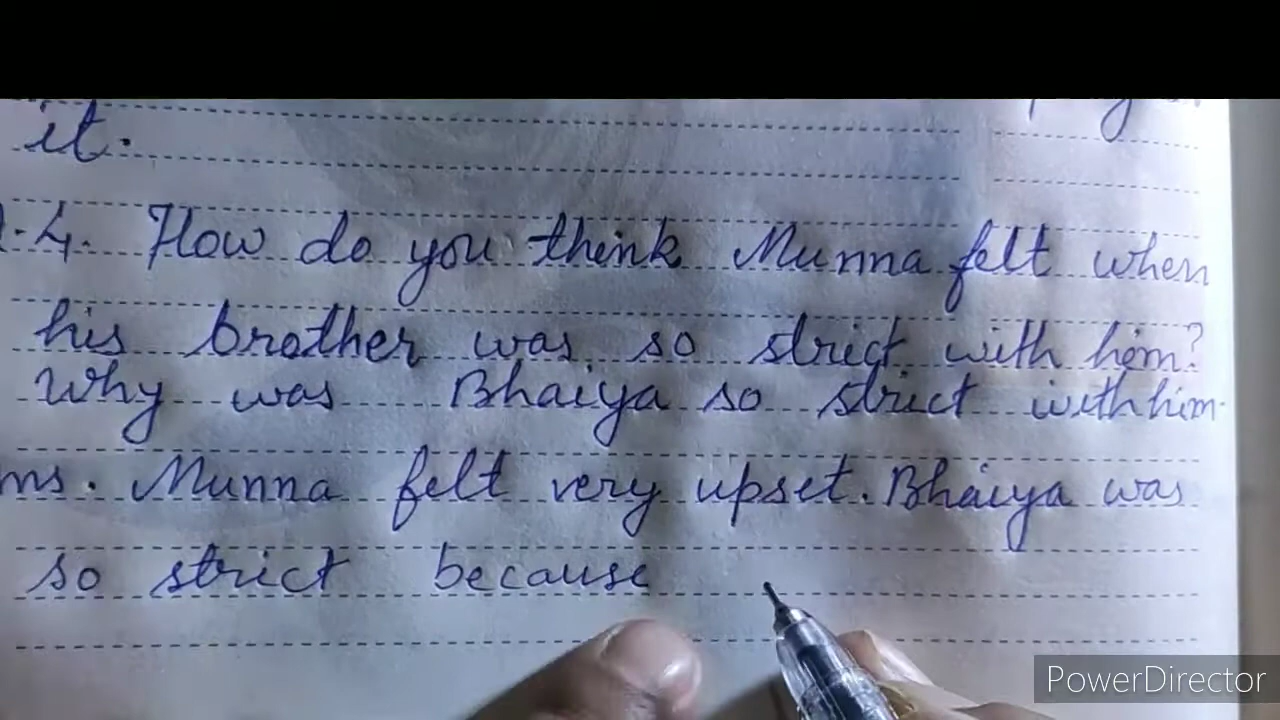 it.
.4. How do you think Munna felt when
his brother was so strict with him?
Why was Bhaiya so strict with him.
ns. Munna felt very upset. Bhaiya was
so strict because
PowerDirector